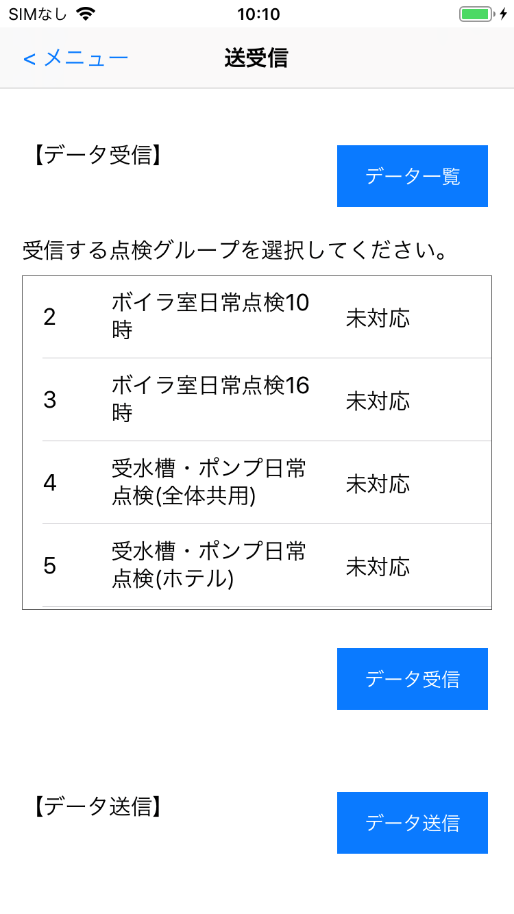 SIMなし 10:10
< メニュー 送受信
【データ受信】
データ一覧
受信する点検グループを選択してください。
2 ボイラ室日常点検10時 未対応
3 ボイラ室日常点検16時 未対応
4 受水槽・ポンプ日常点検(全体共用) 未対応
5 受水槽・ポンプ日常点検(ホテル) 未対応
データ受信
【データ送信】
データ送信